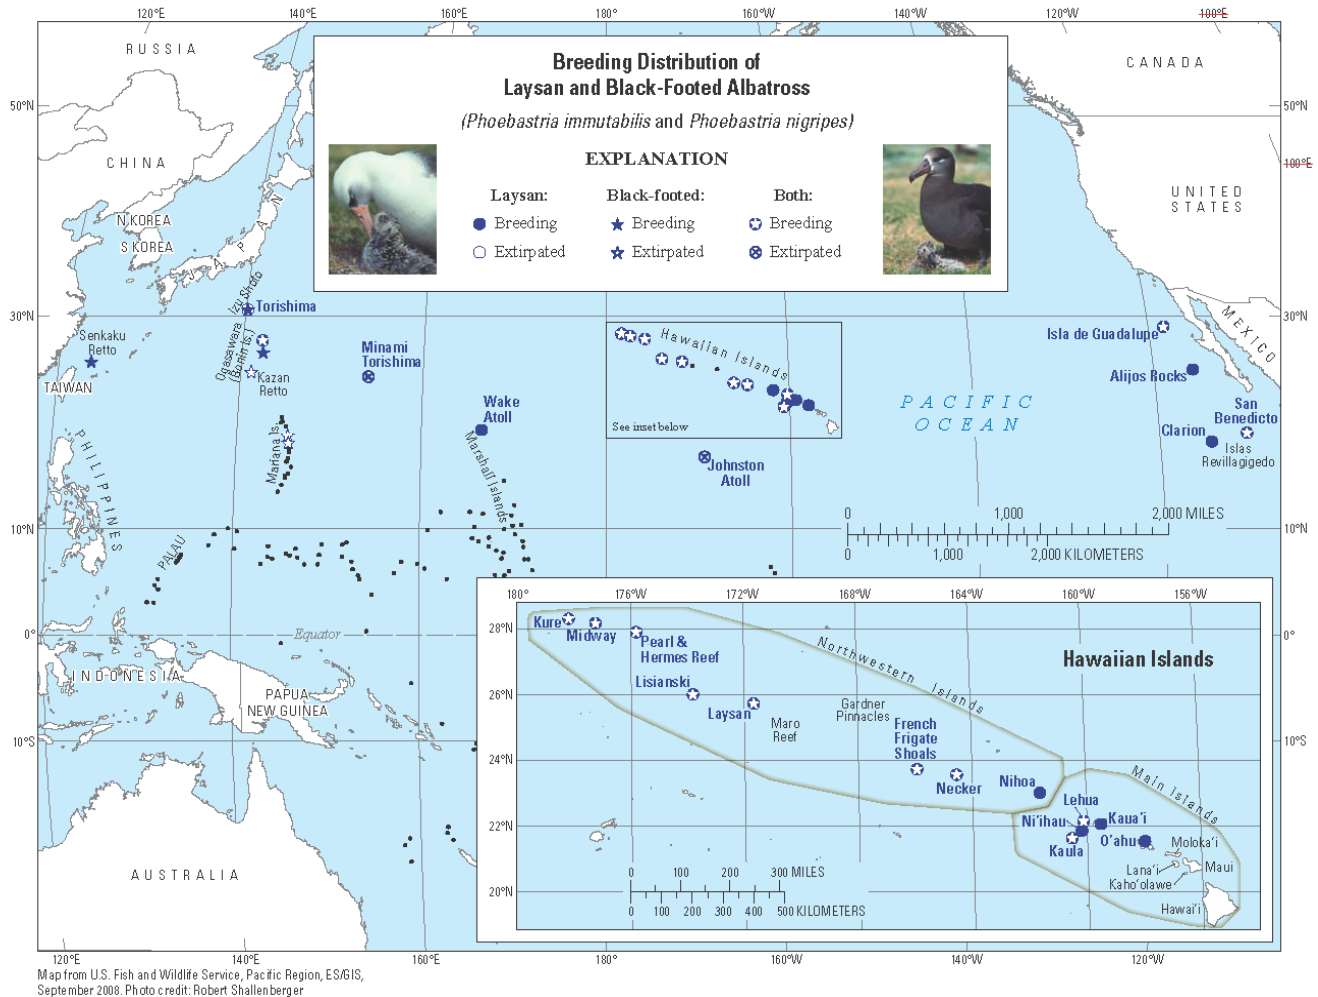 120°E 140°E 160°E 180° 160°W 140°W 120°W 100°E
RUSSIA
CANADA
Breeding Distribution of
Laysan and Black-Footed Albatross
(Phoebastria immutabilis and Phoebastria nigripes)
EXPLANATION
Laysan: Black-footed: Both:
Breeding Breeding Breeding
Extirpated Extirpated Extirpated
50°N
50°N
100°E
CHINA
UNITED
STATES
N KOREA
S KOREA
JAPAN
Izu Shoto
Torishima
30°N
30°N
Senkaku
Retto
Ogasawara
(Bonin Is.)
Kazan
Retto
TAIWAN
Minami
Torishima
Wake
Atoll
Hawaiian Islands
See inset below
Johnston
Atoll
PACIFIC
OCEAN
Isla de Guadalupe
MEXICO
Alijos Rocks
San
Benedicto
Clarion
Islas
Revillagigedo
Mariana Is.
Marshall Islands
PHILIPPINES
PALAU
10°N
10°N
0 1,000 2,000 MILES
0 1,000 2,000 KILOMETERS
0°
0°
Equator
INDONESIA
PAPUA
NEW GUINEA
10°S
10°S
AUSTRALIA
180° 176°W 172°W 168°W 164°W 160°W 156°W
28°N
26°N
24°N
22°N
20°N
Hawaiian Islands
Kure
Midway
Pearl &
Hermes Reef
Lisianski
Laysan
Maro
Reef
Northwestern Islands
Gardner
Pinnacles
French
Frigate
Shoals
Necker
Nihoa
Main Islands
Lehua
Ni'ihau
Kaua'i
Kaula
O'ahu
Moloka'i
Lana'i
Maui
Kaho'olawe
Hawai'i
0 100 200 300 MILES
0 100 200 300 400 500 KILOMETERS
120°E 140°E 160°E 180° 160°W 140°W 120°W
Map from U.S. Fish and Wildlife Service, Pacific Region, ES/GIS,
September 2008. Photo credit: Robert Shallenberger